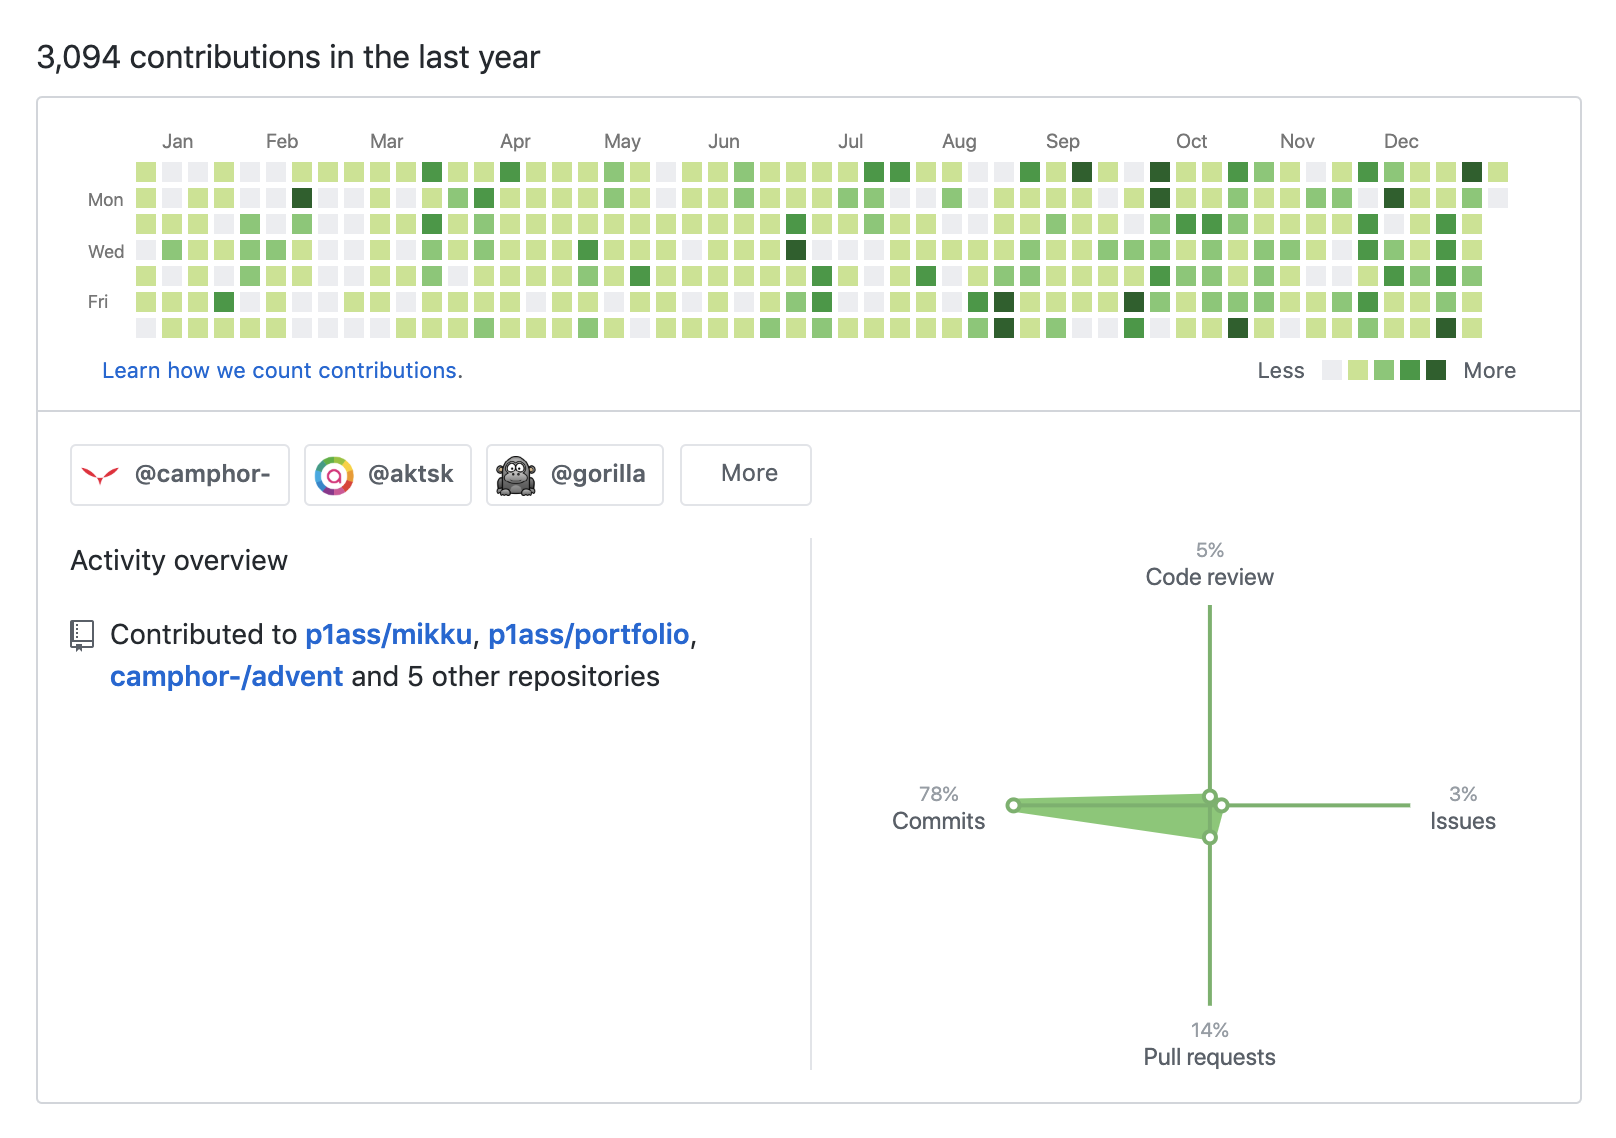 3,094 contributions in the last year
Jan Feb Mar Apr May Jun Jul Aug Sep Oct Nov Dec
Mon
Wed
Fri
Learn how we count contributions.
Less More
@camphor- @aktsk @gorilla More
Activity overview
Contributed to p1ass/mikku, p1ass/portfolio,
camphor-/advent and 5 other repositories
5%
Code review
78%
Commits
3%
Issues
14%
Pull requests